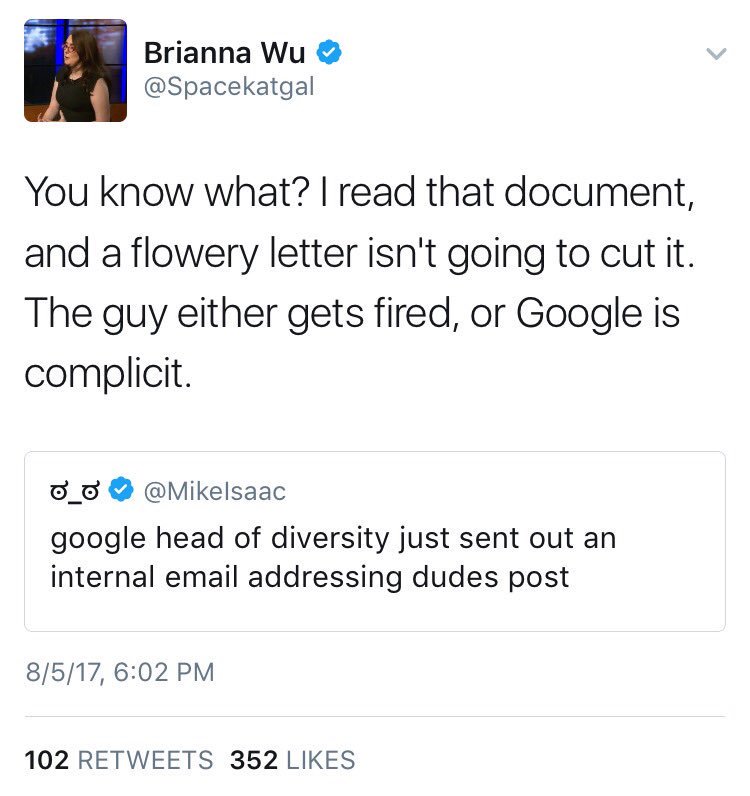 Brianna Wu
@Spacekatgal
You know what? I read that document,
and a flowery letter isn't going to cut it.
The guy either gets fired, or Google is
complicit.
ಠ_ಠ @MikeIsaac
google head of diversity just sent out an
internal email addressing dudes post
8/5/17, 6:02 PM
102 RETWEETS 352 LIKES